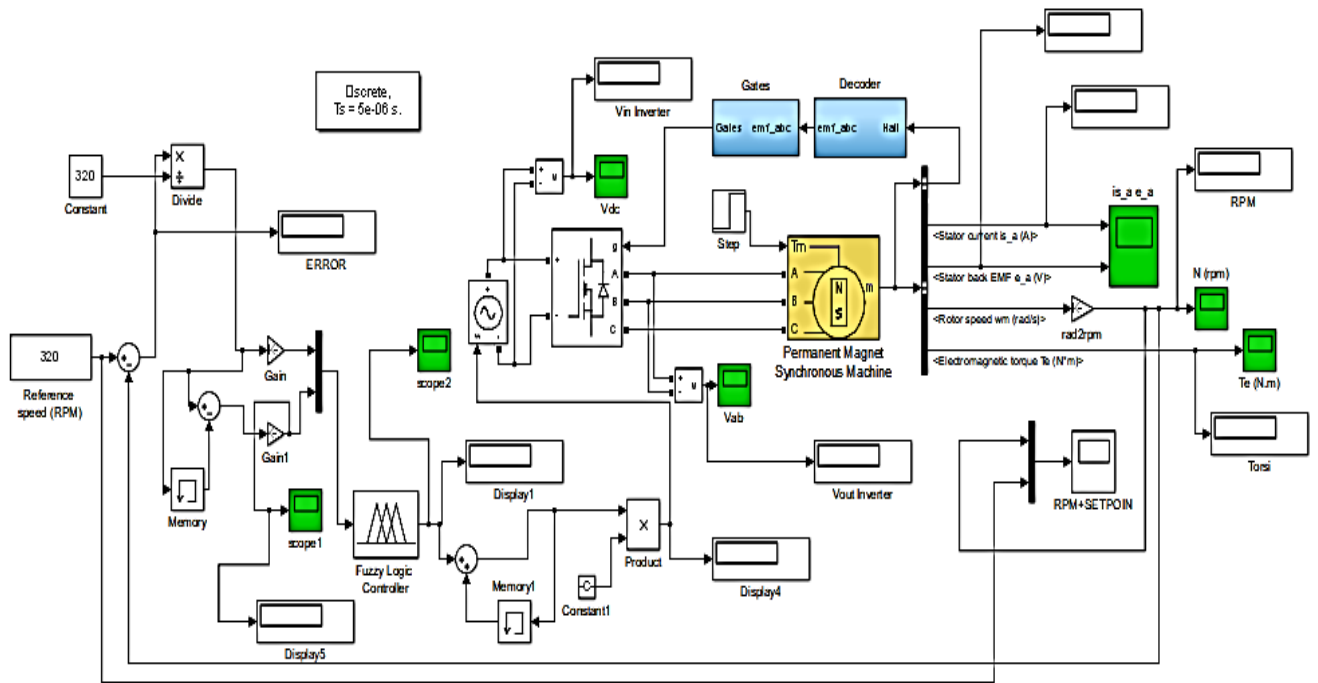 Discrete,
Ts = 5e-06 s.
Vin Inverter
Gates
Decoder
Gates emf_abc
emf_abc Hall
320
Constant
×
÷
Divide
ERROR
v
Vdc
Step
RPM
is_a e_a
<Stator current is_a (A)>
<Stator back EMF e_a (V)>
<Rotor speed wm (rad/s)>
<Electromagnetic torque Te (N*m)>
rad2rpm
N (rpm)
Te (N.m)
Torsi
g
A
B
C
+
-
Tm
A
B
C
m
N
S
Permanent Magnet
Synchronous Machine
320
Reference
speed (RPM)
Gain
Gain1
Memory
scope1
scope2
Display5
Fuzzy Logic
Controller
Display1
Memory1
×
Product
Constant1
Display4
+
-
v
Vab
Vout Inverter
RPM+SETPOIN